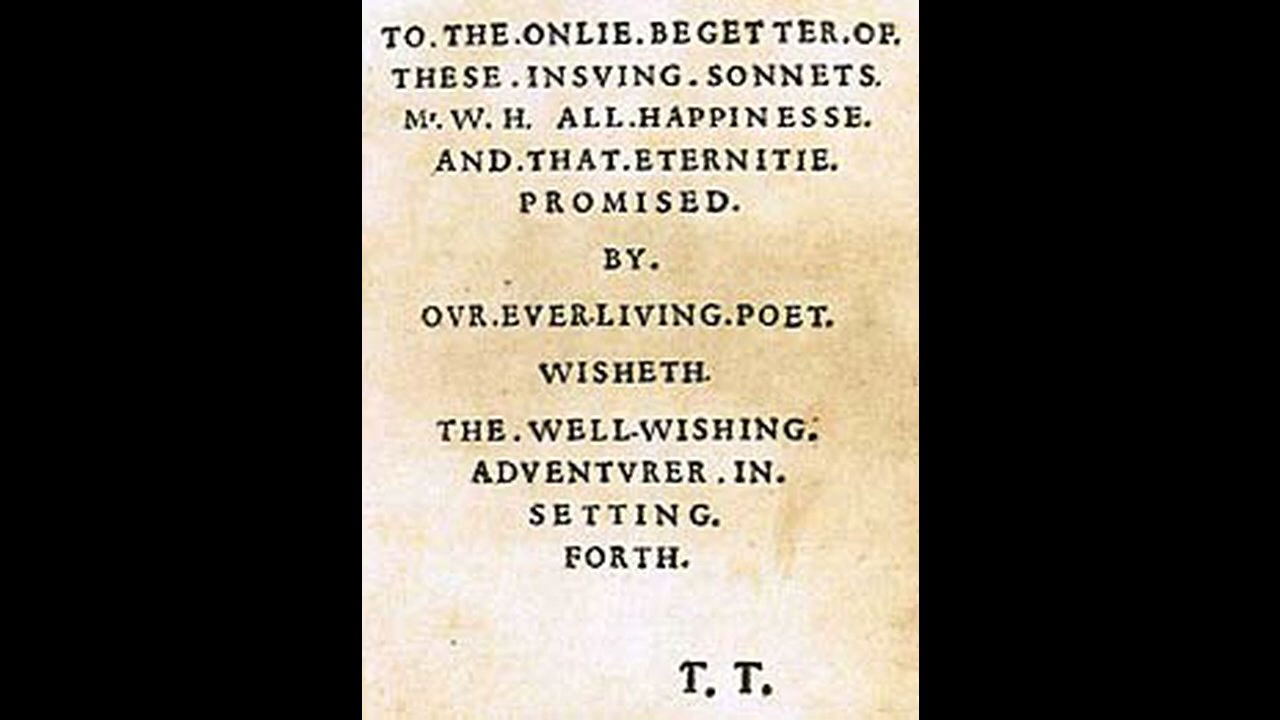 TO.THE.ONLIE.BEGETTER.OF.
THESE.INSVING.SONNETS.
Mr.W.H. ALL.HAPPINESSE.
AND.THAT.ETERNITIE.
PROMISED.
BY.
OVR.EVER-LIVING.POET.
WISHETH.
THE.WELL-WISHING.
ADVENTVRER.IN.
SETTING.
FORTH.
T. T.